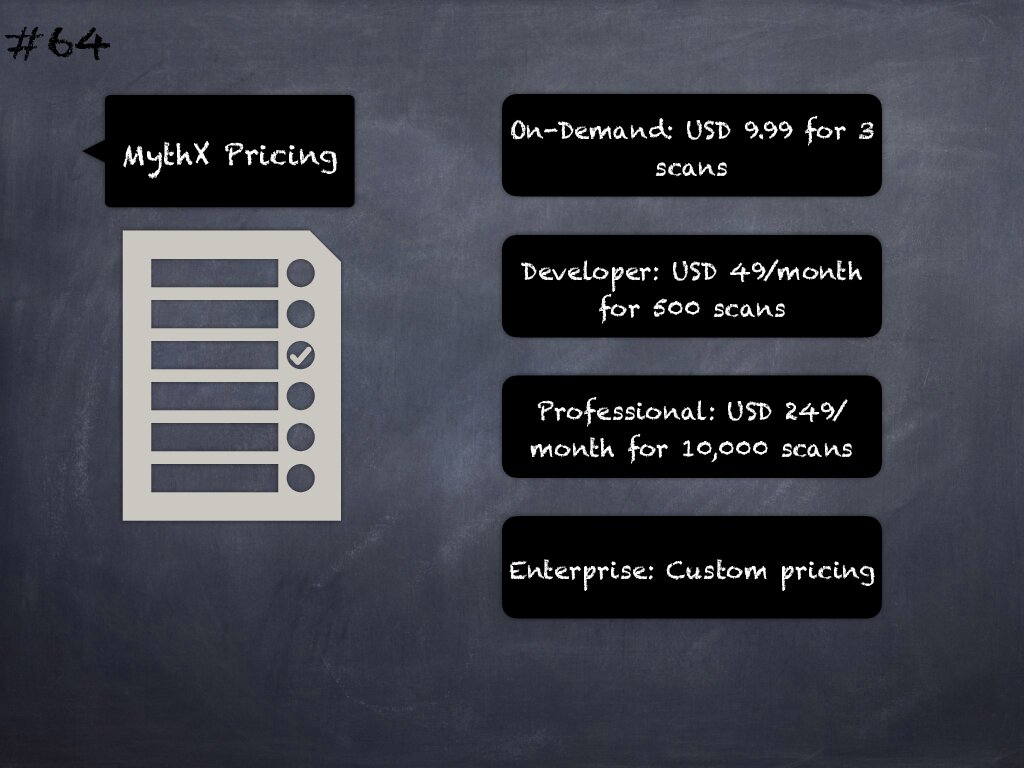 #64
MythX Pricing
On-Demand: USD 9.99 for 3
scans
Developer: USD 49/month
for 500 scans
Professional: USD 249/
month for 10,000 scans
Enterprise: Custom pricing